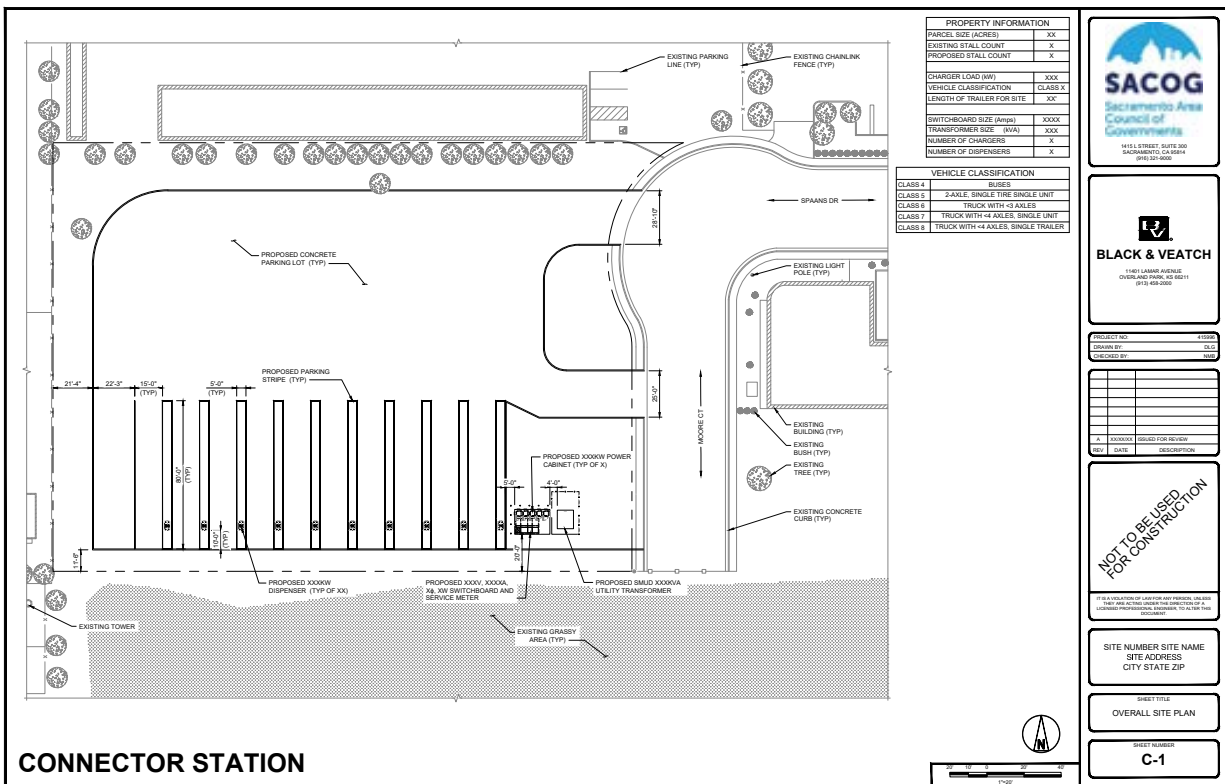 EXISTING PARKING
LINE (TYP)
EXISTING CHAINLINK
FENCE (TYP)
SPAANS DR
28'-10"
PROPOSED CONCRETE
PARKING LOT (TYP)
EXISTING LIGHT
POLE (TYP)
PROPOSED PARKING
STRIPE (TYP)
21'-4"
22'-3"
15'-0"
(TYP)
5'-0"
(TYP)
25'-0"
MOORE CT
80'-0"
(TYP)
EXISTING
BUILDING (TYP)
EXISTING
BUSH (TYP)
EXISTING
TREE (TYP)
PROPOSED XXXKW POWER
CABINET (TYP OF X)
5'-0"
4'-0"
EXISTING CONCRETE
CURB (TYP)
10'-0"
(TYP)
20'-0"
11'-6"
PROPOSED XXXKW
DISPENSER (TYP OF XX)
PROPOSED XXXV, XXXXA,
Xϕ, XW SWITCHBOARD AND
SERVICE METER
PROPOSED SMUD XXXKVA
UTILITY TRANSFORMER
EXISTING TOWER
EXISTING GRASSY
AREA (TYP)
CONNECTOR STATION
N
20' 10' 0 20' 40'
1"=20'
PROPERTY INFORMATION
PARCEL SIZE (ACRES) XX
EXISTING STALL COUNT X
PROPOSED STALL COUNT X
CHARGER LOAD (kW) XXX
VEHICLE CLASSIFICATION CLASS X
LENGTH OF TRAILER FOR SITE XX'
SWITCHBOARD SIZE (Amps) XXXX
TRANSFORMER SIZE (kVA) XXX
NUMBER OF CHARGERS X
NUMBER OF DISPENSERS X
VEHICLE CLASSIFICATION
CLASS 4 BUSES
CLASS 5 2-AXLE, SINGLE TIRE SINGLE UNIT
CLASS 6 TRUCK WITH <3 AXLES
CLASS 7 TRUCK WITH <4 AXLES, SINGLE UNIT
CLASS 8 TRUCK WITH <4 AXLES, SINGLE TRAILER
SACOG
Sacramento Area
Council of
Governments
1415 L STREET, SUITE 300
SACRAMENTO, CA 95814
(916) 321-9000
BV
BLACK & VEATCH
11401 LAMAR AVENUE
OVERLAND PARK, KS 66211
(913) 458-2000
PROJECT NO: 415996
DRAWN BY: DLG
CHECKED BY: NMB
A XX/XX/XX ISSUED FOR REVIEW
REV DATE DESCRIPTION
NOT TO BE USED
FOR CONSTRUCTION
IT IS A VIOLATION OF LAW FOR ANY PERSON, UNLESS
THEY ARE ACTING UNDER THE DIRECTION OF A
LICENSED PROFESSIONAL ENGINEER, TO ALTER THIS
DOCUMENT.
SITE NUMBER SITE NAME
SITE ADDRESS
CITY STATE ZIP
SHEET TITLE
OVERALL SITE PLAN
SHEET NUMBER
C-1